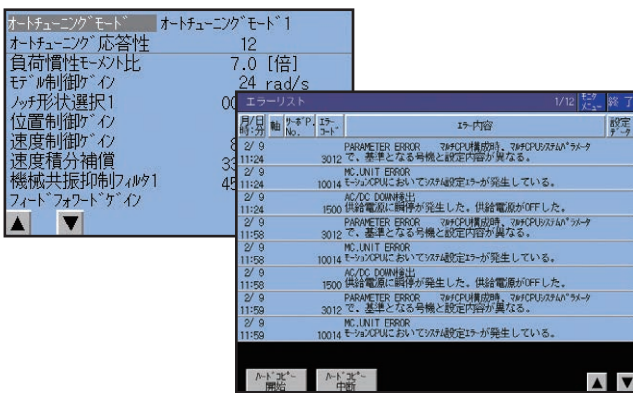 オートチューニングモード オートチューニングモード1
オートチューニング応答性 12
負荷慣性モーメント比 7.0 [倍]
モデル制御ゲイン 24 rad/s
ノッチ形状選択1 00
位置制御ゲイン
速度制御ゲイン 8
速度積分補償 33
機械共振抑制フィルタ1 45
フィードフォワードゲイン
▲ ▼
エラーリスト 1/12 モニタメニュー 終了
月/日 時:分 軸 サーボP.No. エラーコード エラー内容 設定データ
2/ 9 PARAMETER ERROR マルチCPU構成時、マルチCPUシステムパラメータ
11:24 3012 で、基準となる号機と設定内容が異なる。
2/ 9 MC.UNIT ERROR
11:24 10014 モーションCPUにおいてシステム設定エラーが発生している。
2/ 9 AC/DC DOWN検出
11:24 1500 供給電源に瞬停が発生した。供給電源がOFFした。
2/ 9 PARAMETER ERROR マルチCPU構成時、マルチCPUシステムパラメータ
11:58 3012 で、基準となる号機と設定内容が異なる。
2/ 9 MC.UNIT ERROR
11:58 10014 モーションCPUにおいてシステム設定エラーが発生している。
2/ 9 AC/DC DOWN検出
11:58 1500 供給電源に瞬停が発生した。供給電源がOFFした。
2/ 9 PARAMETER ERROR マルチCPU構成時、マルチCPUシステムパラメータ
11:59 3012 で、基準となる号機と設定内容が異なる。
2/ 9 MC.UNIT ERROR
11:59 10014 モーションCPUにおいてシステム設定エラーが発生している。
ハードコピー開始 ハードコピー中断 ▲ ▼